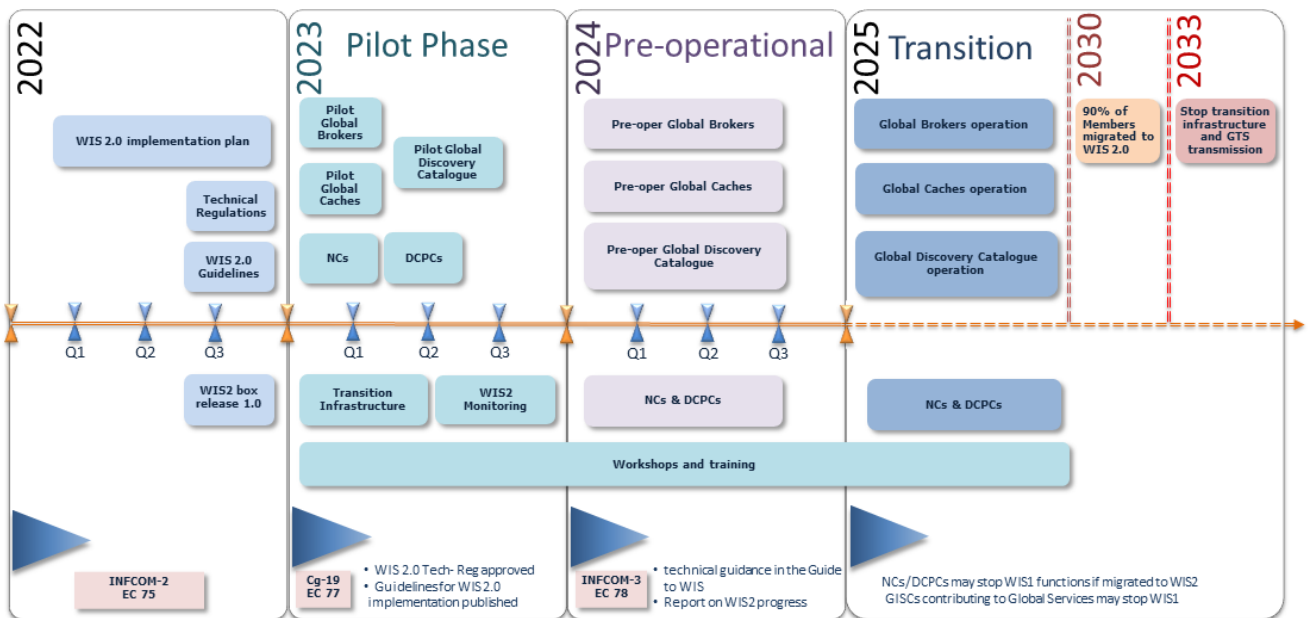 2022
2023
Pilot Phase
2024
Pre-operational
2025
Transition
2030
2033
WIS 2.0 implementation plan
Technical
Regulations
WIS 2.0
Guidelines
Pilot
Global
Brokers
Pilot
Global
Caches
Pilot Global
Discovery
Catalogue
NCs
DCPCs
Pre-oper Global Brokers
Pre-oper Global Caches
Pre-oper Global Discovery
Catalogue
Global Brokers operation
Global Caches operation
Global Discovery Catalogue
operation
90% of
Members
migrated to
WIS 2.0
Stop transition
infrastructure
and GTS
transmission
Q1
Q2
Q3
Q1
Q2
Q3
Q1
Q2
Q3
WIS2 box
release 1.0
Transition
Infrastructure
WIS2
Monitoring
NCs & DCPCs
NCs & DCPCs
Workshops and training
INFCOM-2
EC 75
Cg-19
EC 77
• WIS 2.0 Tech- Reg approved
• Guidelines for WIS 2.0
implementation published
INFCOM-3
EC 78
• technical guidance in the Guide
to WIS
• Report on WIS2 progress
NCs/DCPCs may stop WIS1 functions if migrated to WIS2
GISCs contributing to Global Services may stop WIS1